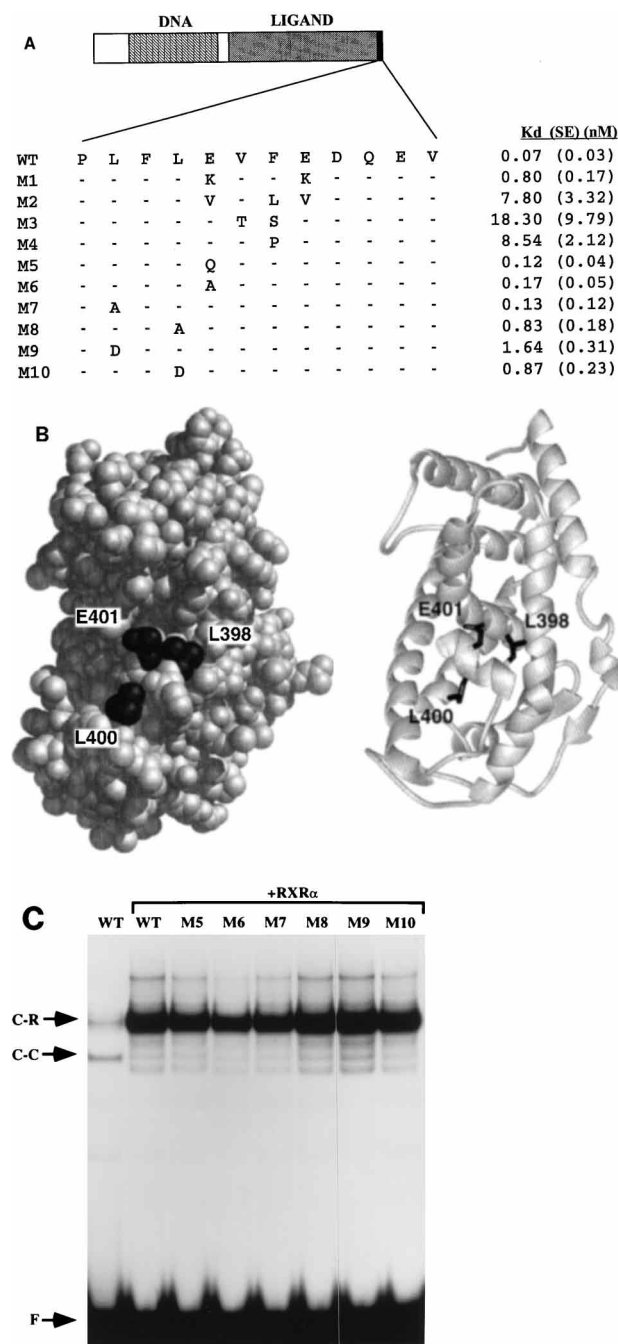 DNA LIGAND
A
Kd (SE) (nM)
WT P L F L E V F E D Q E V 0.07 (0.03)
M1 - - - - K - - K - - - - 0.80 (0.17)
M2 - - - - V - L V - - - - 7.80 (3.32)
M3 - - - - - T S - - - - - 18.30 (9.79)
M4 - - - - - - P - - - - - 8.54 (2.12)
M5 - - - - Q - - - - - - - 0.12 (0.04)
M6 - - - - A - - - - - - - 0.17 (0.05)
M7 - A - - - - - - - - - - 0.13 (0.12)
M8 - - - A - - - - - - - - 0.83 (0.18)
M9 - D - - - - - - - - - - 1.64 (0.31)
M10 - - - D - - - - - - - - 0.87 (0.23)
B
E401 L398
L400
E401 L398
L400
C
+RXRα
WT WT M5 M6 M7 M8 M9 M10
C-R
C-C
F